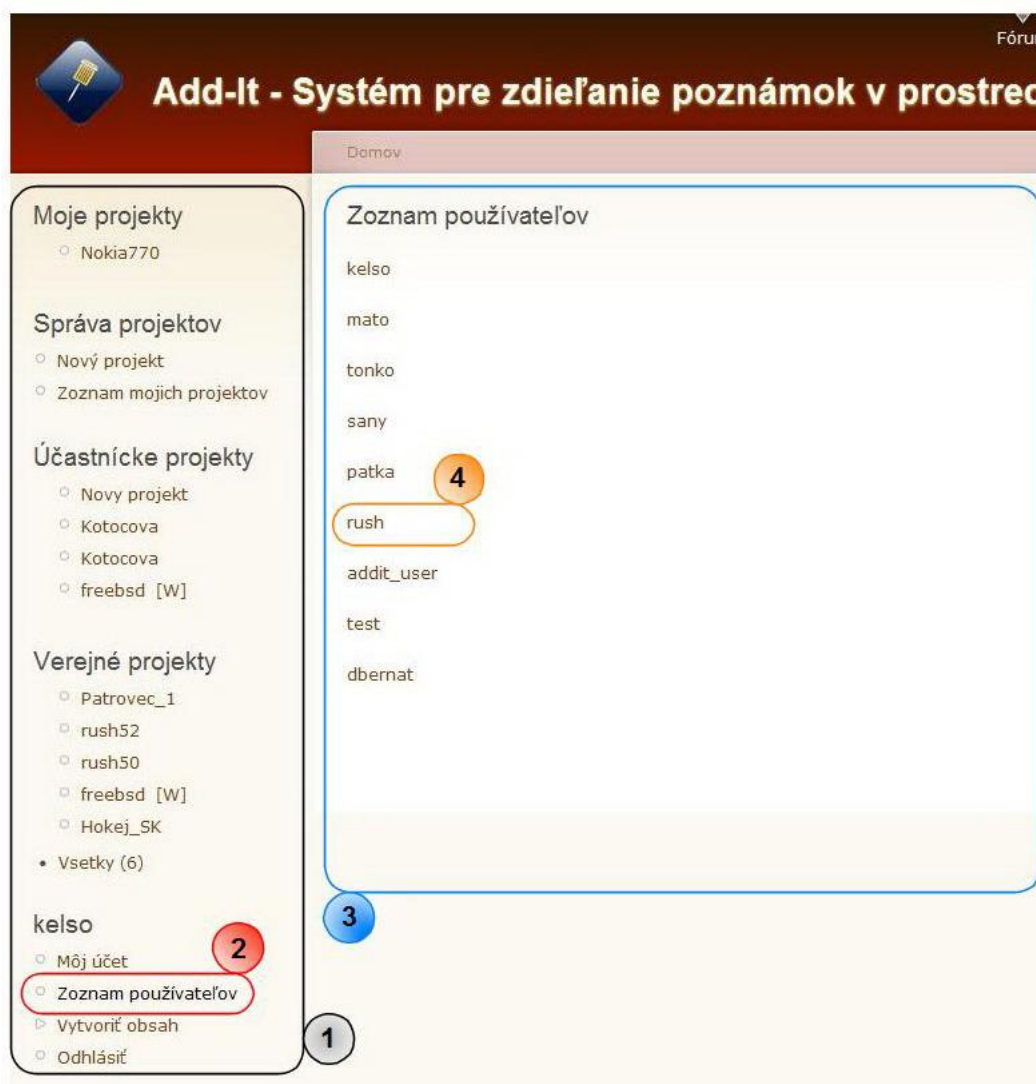 Fóru
Add-It - Systém pre zdieľanie poznámok v prostred
Domov
Moje projekty
Nokia770
Správa projektov
Nový projekt
Zoznam mojich projektov
Účastnícke projekty
Novy projekt
Kotocova
Kotocova
freebsd [W]
Verejné projekty
Patrovec_1
rush52
rush50
freebsd [W]
Hokej_SK
Vsetky (6)
kelso
Môj účet
2
Zoznam používateľov
Vytvoriť obsah
1
Odhlásiť
Zoznam používateľov
kelso
mato
tonko
sany
patka
4
rush
addit_user
test
dbernat
3